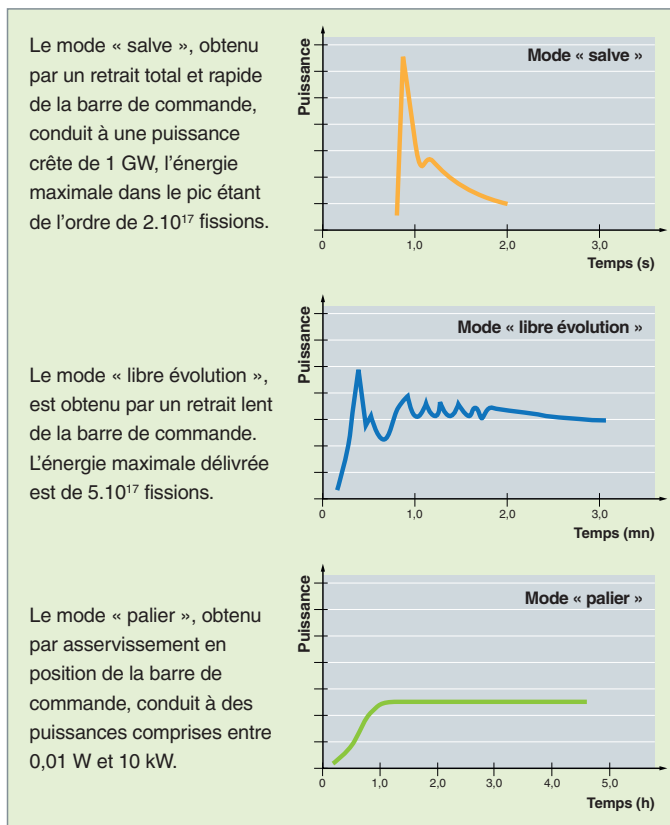 Le mode « salve », obtenu
par un retrait total et rapide
de la barre de commande,
conduit à une puissance
crête de 1 GW, l’énergie
maximale dans le pic étant
de l’ordre de 2.10¹⁷ fissions.
Puissance
Mode « salve »
0 1,0 2,0 3,0
Temps (s)
Le mode « libre évolution »,
est obtenu par un retrait lent
de la barre de commande.
L’énergie maximale délivrée
est de 5.10¹⁷ fissions.
Puissance
Mode « libre évolution »
0 1,0 2,0 3,0
Temps (mn)
Le mode « palier », obtenu
par asservissement en
position de la barre de
commande, conduit à des
puissances comprises entre
0,01 W et 10 kW.
Puissance
Mode « palier »
0 1,0 2,0 3,0 4,0 5,0
Temps (h)